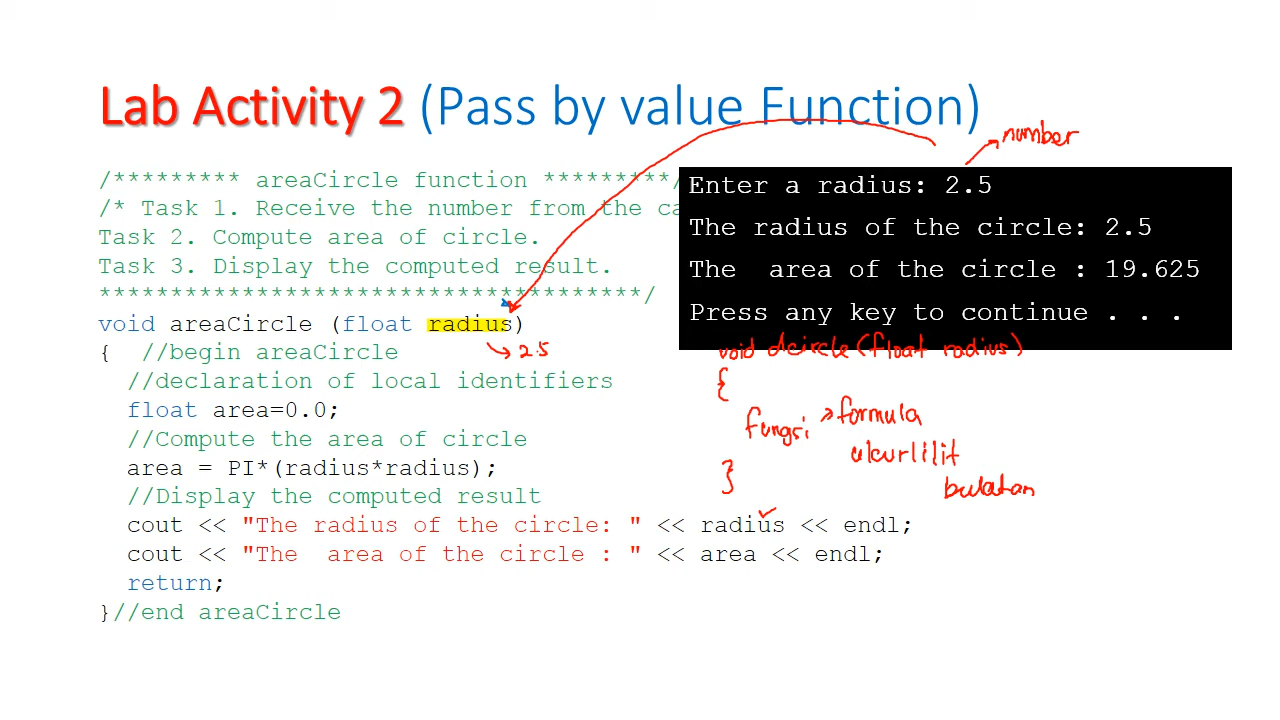 Lab Activity 2 (Pass by value Function)
number
/********* areaCircle function *********/
/* Task 1. Receive the number from the ca
Task 2. Compute area of circle.
Task 3. Display the computed result.
**************************************/
void areaCircle (float radius)
2.5
{  //begin areaCircle
//declaration of local identifiers
float area=0.0;
//Compute the area of circle
area = PI*(radius*radius);
//Display the computed result
cout << "The radius of the circle: " << radius << endl;
cout << "The  area of the circle : " << area << endl;
return;
}//end areaCircle
Enter a radius: 2.5
The radius of the circle: 2.5
The  area of the circle : 19.625
Press any key to continue . . .
void dcircle(float radius)
{
fungsi » formula
ukurlilit
bulatan
}